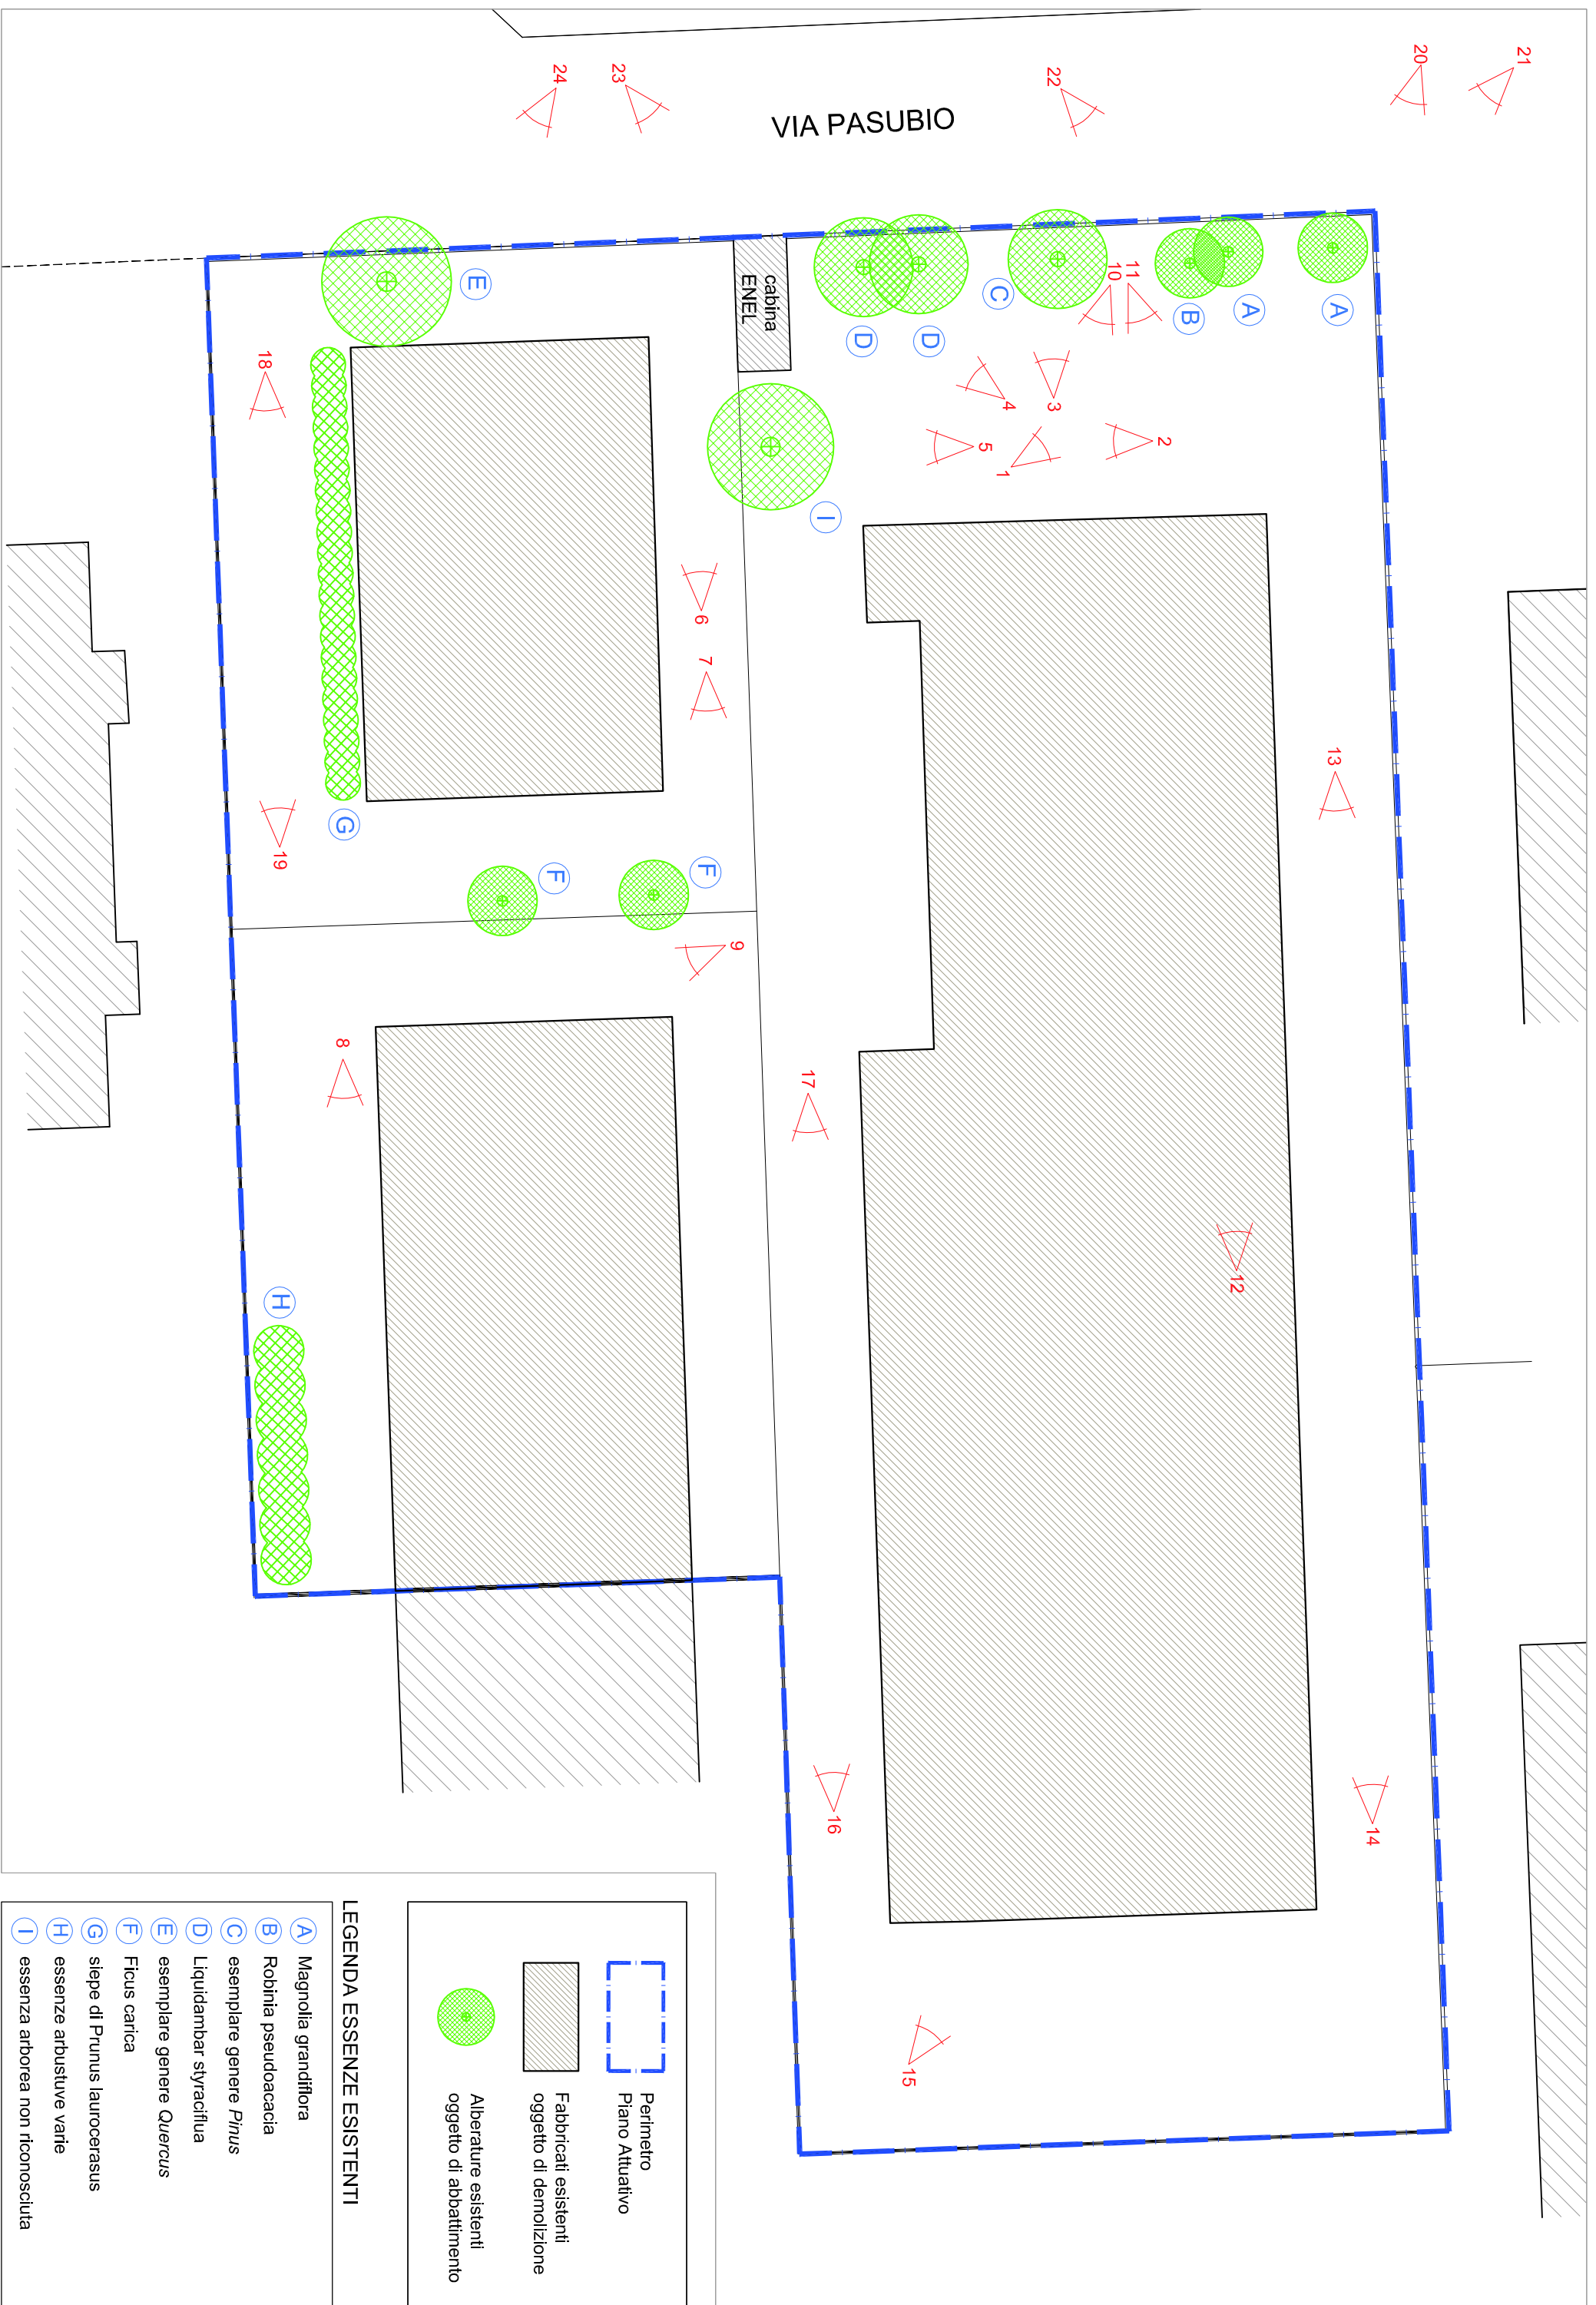 21
20
22
23
24
VIA PASUBIO
A
A
B
11
10
C
D
D
cabina
ENEL
E
3
4
2
5
1
I
18
6
7
13
G
19
F
F
9
8
17
12
H
16
14
15
Perimetro
Piano Attuativo
Fabbricati esistenti
oggetto di demolizione
Alberature esistenti
oggetto di abbattimento
LEGENDA ESSENZE ESISTENTI
A Magnolia grandiflora
B Robinia pseudoacacia
C esemplare genere Pinus
D Liquidambar styraciflua
E esemplare genere Quercus
F Ficus carica
G siepe di Prunus laurocerasus
H essenze arbustuve varie
I essenza arborea non riconosciuta